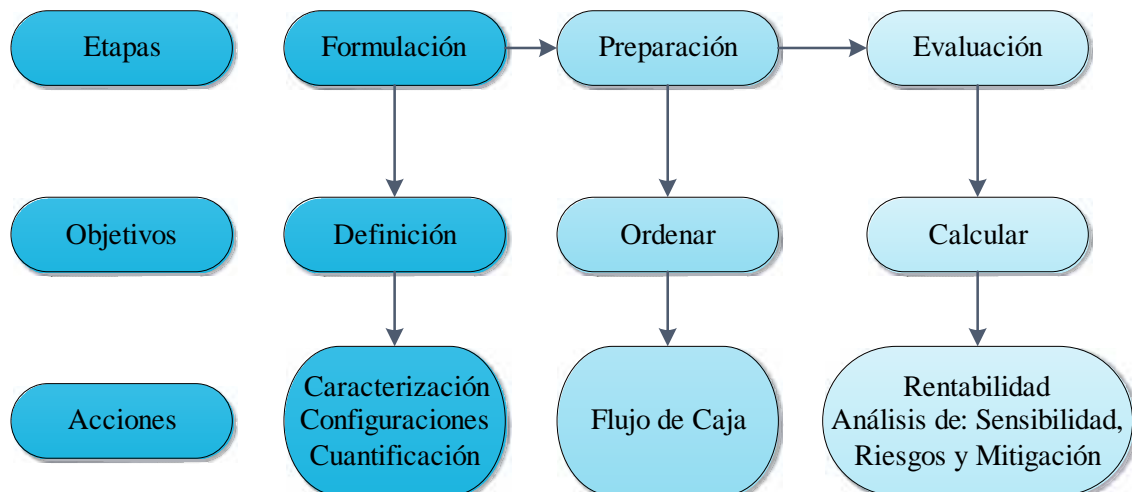 Etapas
Formulación
Preparación
Evaluación
Objetivos
Definición
Ordenar
Calcular
Acciones
Caracterización
Configuraciones
Cuantificación
Flujo de Caja
Rentabilidad
Análisis de: Sensibilidad,
Riesgos y Mitigación